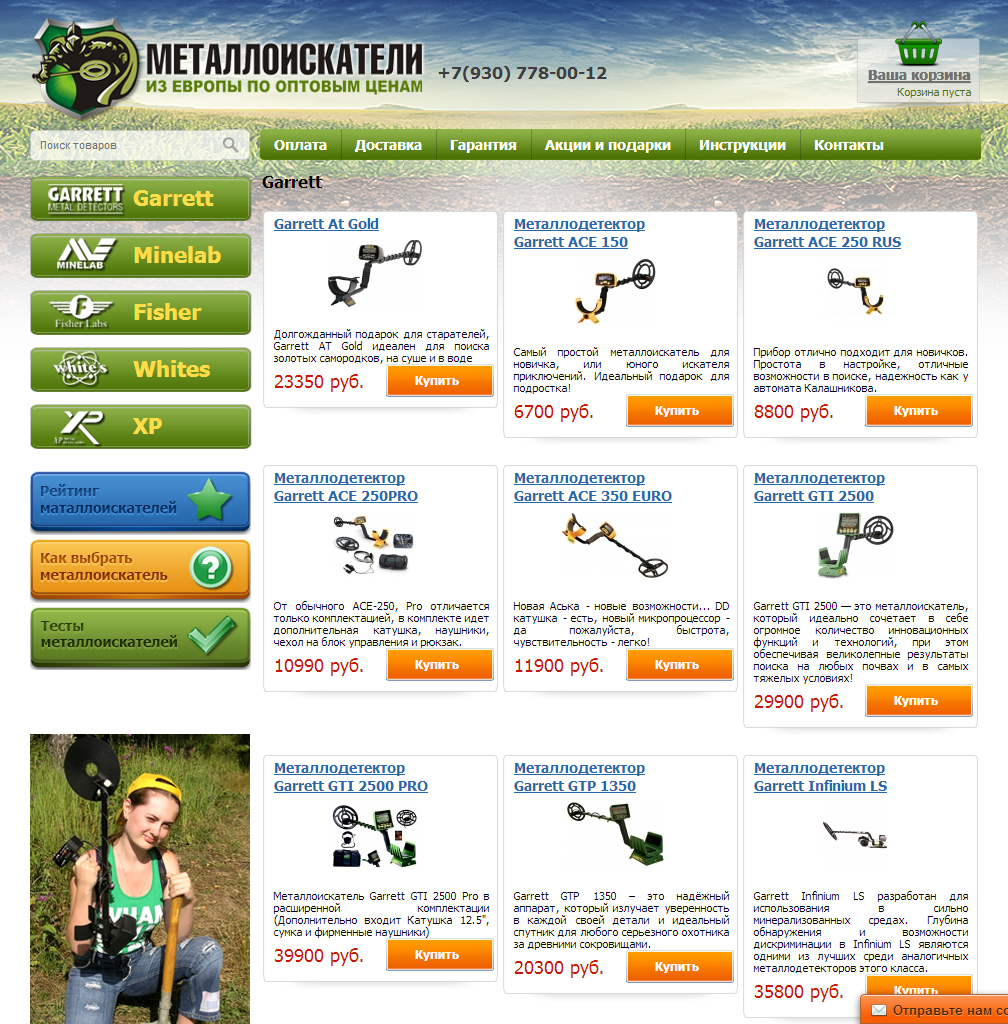 МЕТАЛЛОИСКАТЕЛИ
ИЗ ЕВРОПЫ ПО ОПТОВЫМ ЦЕНАМ
+7(930) 778-00-12
Ваша корзина
Корзина пуста
Поиск товаров
Оплата
Доставка
Гарантия
Акции и подарки
Инструкции
Контакты
GARRETT
METAL DETECTORS
Garrett
MINELAB
Minelab
F
Fisher Labs
Fisher
White's
Whites
XP
XP
Рейтинг
маталлоискателей
Как выбрать
металлоискатель
?
Тесты
металлоискателей
Garrett
Garrett At Gold
Долгожданный подарок для старателей,
Garrett AT Gold идеален для поиска
золотых самородков, на суше и в воде
23350 руб.
Купить
Металлодетектор
Garrett ACE 150
Самый простой металлоискатель для
новичка, или юного искателя
приключений. Идеальный подарок для
подростка!
6700 руб.
Купить
Металлодетектор
Garrett ACE 250 RUS
Прибор отлично подходит для новичков.
Простота в настройке, отличные
возможности в поиске, надежность как у
автомата Калашникова.
8800 руб.
Купить
Металлодетектор
Garrett ACE 250PRO
От обычного ACE-250, Pro отличается
только комплектацией, в комплекте идет
дополнительная катушка, наушники,
чехол на блок управления и рюкзак.
10990 руб.
Купить
Металлодетектор
Garrett ACE 350 EURO
Новая Аська - новые возможности... DD
катушка - есть, новый микропроцессор -
да пожалуйста, быстрота,
чувствительность - легко!
11900 руб.
Купить
Металлодетектор
Garrett GTI 2500
Garrett GTI 2500 — это металлоискатель,
который идеально сочетает в себе
огромное количество инновационных
функций и технологий, при этом
обеспечивая великолепные результаты
поиска на любых почвах и в самых
тяжелых условиях!
29900 руб.
Купить
Металлодетектор
Garrett GTI 2500 PRO
Металлоискатель Garrett GTI 2500 Pro в
расширенной комплектации
(Дополнительно входит Катушка 12.5",
сумка и фирменные наушники)
39900 руб.
Купить
Металлодетектор
Garrett GTP 1350
Garrett GTP 1350 – это надёжный
аппарат, который излучает уверенность
в каждой своей детали и идеальный
спутник для любого серьезного охотника
за древними сокровищами.
20300 руб.
Купить
Металлодетектор
Garrett Infinium LS
Garrett Infinium LS разработан для
использования в сильно
минерализованных средах. Глубина
обнаружения и возможности
дискриминации в Infinium LS являются
одними из лучших среди аналогичных
металлодетекторов этого класса.
35800 руб.
Купить
Отправьте нам со